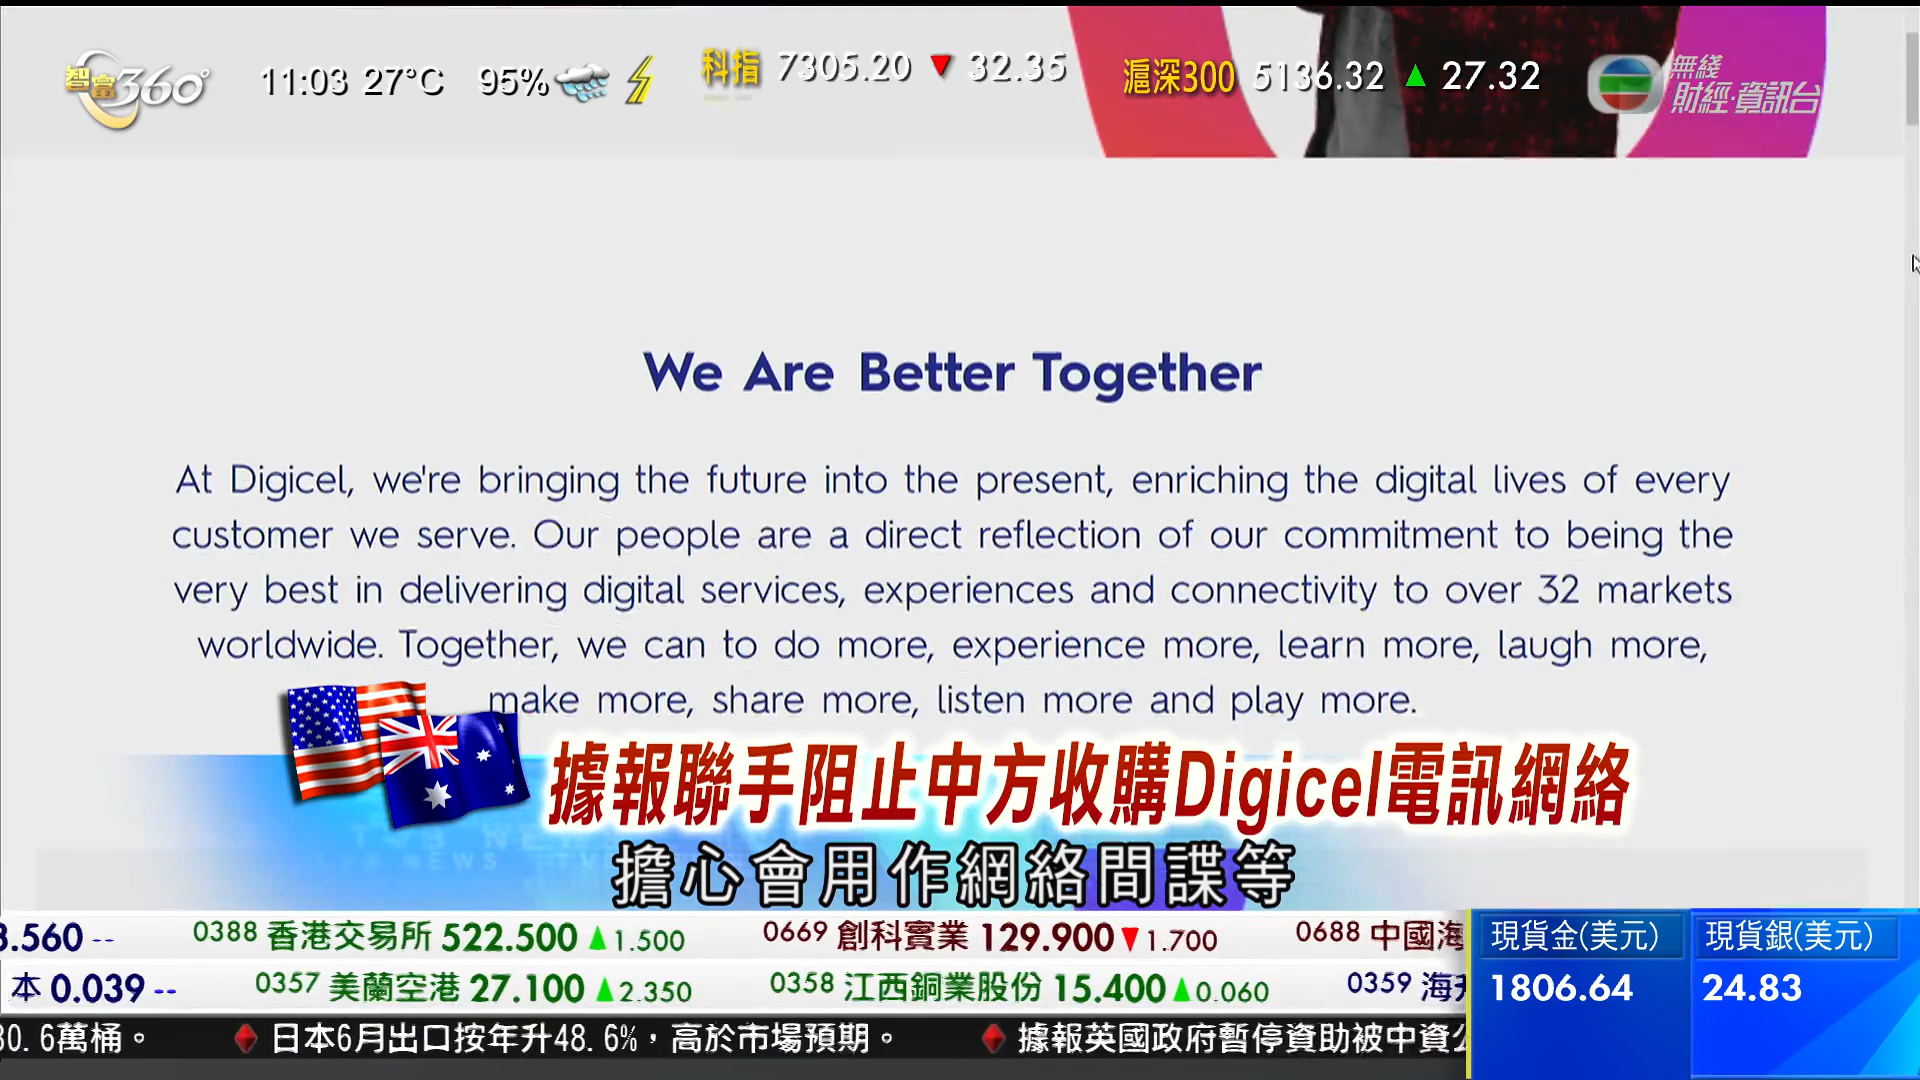 智富360°
11:03 27°C 95%
科指 7305.20 ▼ 32.35
滬深300 5136.32 ▲ 27.32
無綫
財經·資訊台
We Are Better Together
At Digicel, we're bringing the future into the present, enriching the digital lives of every
customer we serve. Our people are a direct reflection of our commitment to being the
very best in delivering digital services, experiences and connectivity to over 32 markets
worldwide. Together, we can to do more, experience more, learn more, laugh more,
make more, share more, listen more and play more.
據報聯手阻止中方收購Digicel電訊網絡
TVB NEWS
擔心會用作網絡間諜等
3.560 -- 0388 香港交易所 522.500 ▲ 1.500 0669 創科實業 129.900 ▼ 1.700 0688 中國海
本 0.039 -- 0357 美蘭空港 27.100 ▲ 2.350 0358 江西銅業股份 15.400 ▲ 0.060 0359 海升
現貨金(美元) 現貨銀(美元)
1806.64 24.83
30.6萬桶。 日本6月出口按年升48.6%，高於市場預期。 據報英國政府暫停資助被中資公